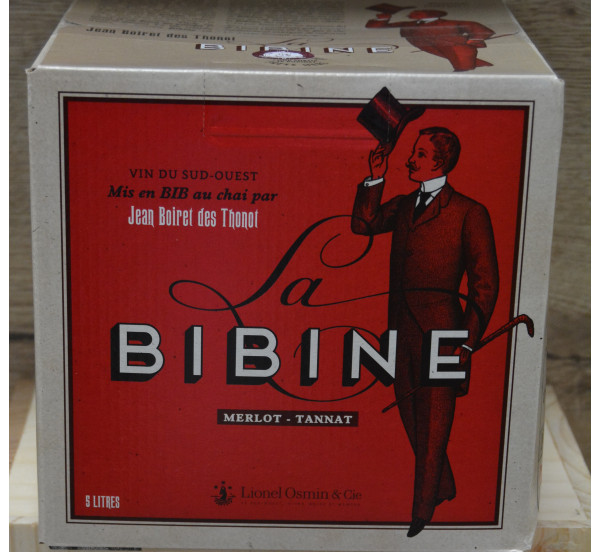 Jean Boiret des Thonot
La
BIBINE
VIN DU SUD-OUEST
Mis en BIB au chai par
Jean Boiret des Thonot
La
BIBINE
MERLOT - TANNAT
5 LITRES
Lionel Osmin & Cie